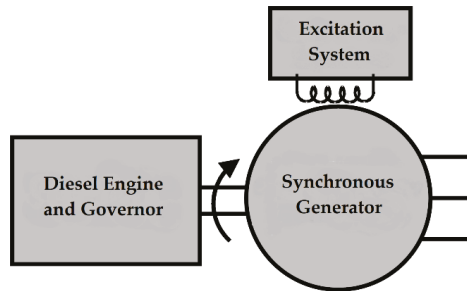 Excitation
System
Diesel Engine
and Governor
Synchronous
Generator